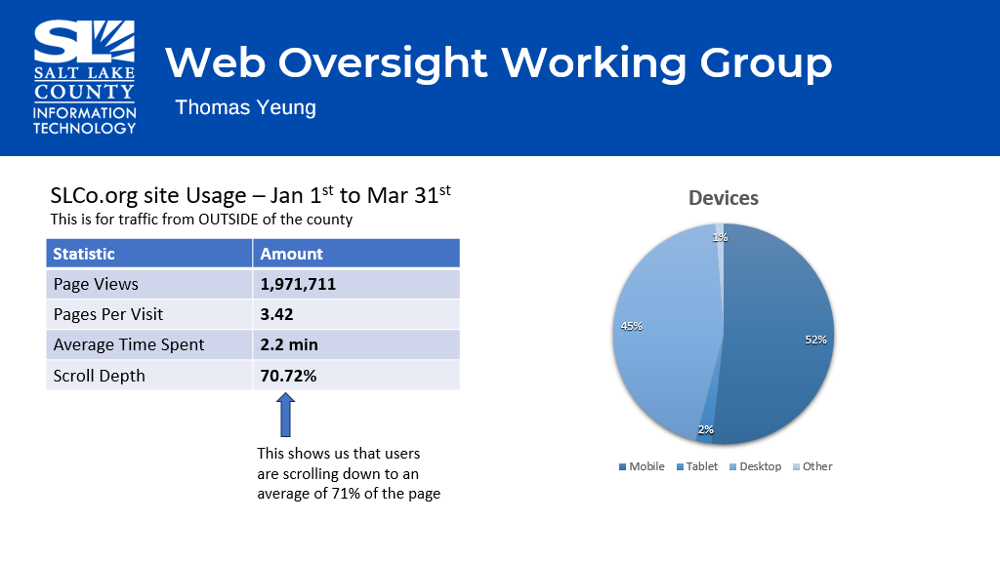 SL
SALT LAKE
COUNTY
INFORMATION
TECHNOLOGY
Web Oversight Working Group
Thomas Yeung
SLCo.org site Usage – Jan 1st to Mar 31st
This is for traffic from OUTSIDE of the county
Statistic Amount
Page Views 1,971,711
Pages Per Visit 3.42
Average Time Spent 2.2 min
Scroll Depth 70.72%
This shows us that users
are scrolling down to an
average of 71% of the page
Devices
1%
45%
52%
2%
Mobile Tablet Desktop Other